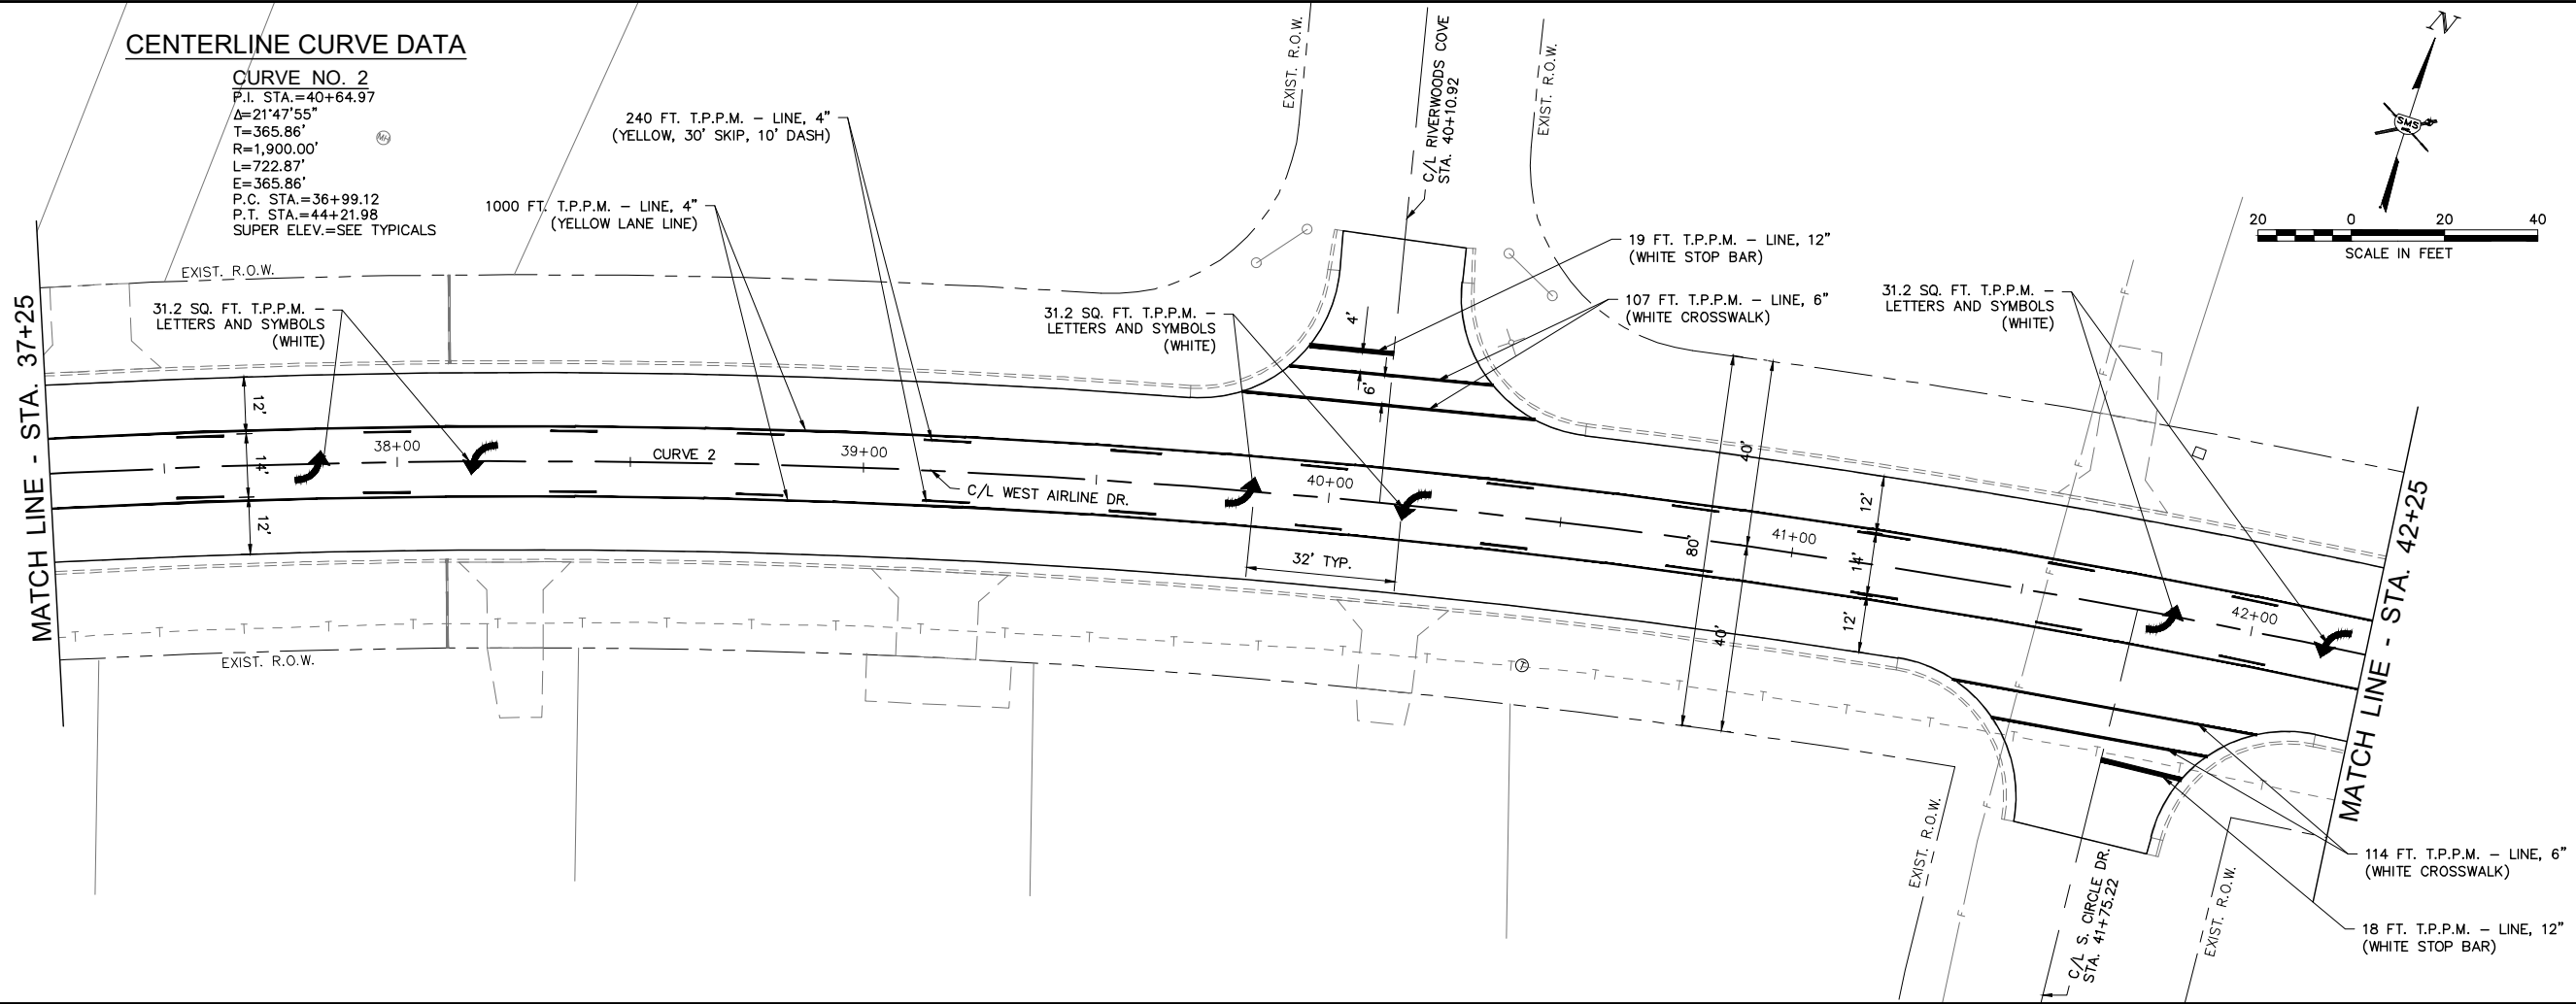 CENTERLINE CURVE DATA
CURVE NO. 2
P.I. STA.=40+64.97
Δ=21°47'55"
T=365.86'
R=1,900.00'
L=722.87'
E=365.86'
P.C. STA.=36+99.12
P.T. STA.=44+21.98
SUPER ELEV.=SEE TYPICALS
MH
240 FT. T.P.P.M. – LINE, 4"
(YELLOW, 30' SKIP, 10' DASH)
1000 FT. T.P.P.M. – LINE, 4"
(YELLOW LANE LINE)
EXIST. R.O.W.
C/L RIVERWOODS COVE
STA. 40+10.92
EXIST. R.O.W.
N
SMS
20 0 20 40
SCALE IN FEET
19 FT. T.P.P.M. – LINE, 12"
(WHITE STOP BAR)
107 FT. T.P.P.M. – LINE, 6"
(WHITE CROSSWALK)
31.2 SQ. FT. T.P.P.M. –
LETTERS AND SYMBOLS
(WHITE)
31.2 SQ. FT. T.P.P.M. –
LETTERS AND SYMBOLS
(WHITE)
31.2 SQ. FT. T.P.P.M. –
LETTERS AND SYMBOLS
(WHITE)
EXIST. R.O.W.
MATCH LINE - STA. 37+25
12'
14'
12'
38+00
CURVE 2
39+00
C/L WEST AIRLINE DR.
4'
6'
40+00
32' TYP.
40'
80'
40'
41+00
12'
14'
12'
42+00
F
F
F
F
F
F
T T T T T T T T T T T T T T T T T T T T T T T T T T T
T
EXIST. R.O.W.
MATCH LINE - STA. 42+25
EXIST. R.O.W.
C/L S. CIRCLE DR.
STA. 41+75.22
EXIST. R.O.W.
114 FT. T.P.P.M. – LINE, 6"
(WHITE CROSSWALK)
18 FT. T.P.P.M. – LINE, 12"
(WHITE STOP BAR)